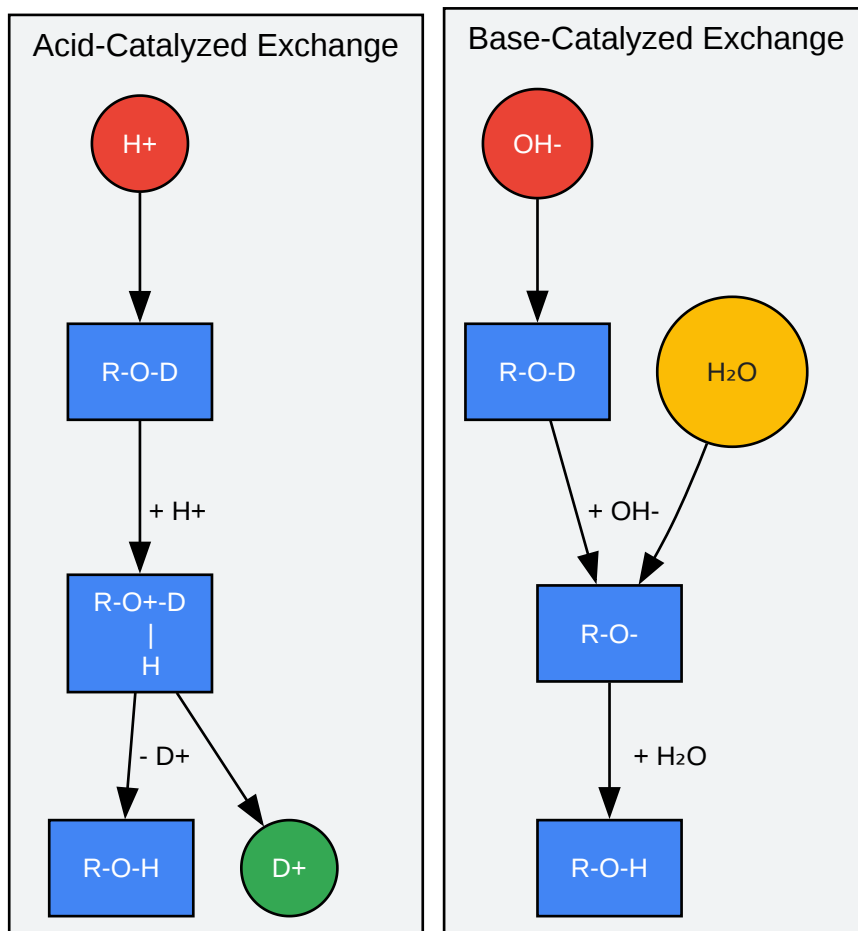 Acid-Catalyzed Exchange
H+
R-O-D
+ H+
R-O+-D
|
H
- D+
R-O-H
D+
Base-Catalyzed Exchange
OH-
R-O-D
H₂O
+ OH-
R-O-
+ H₂O
R-O-H